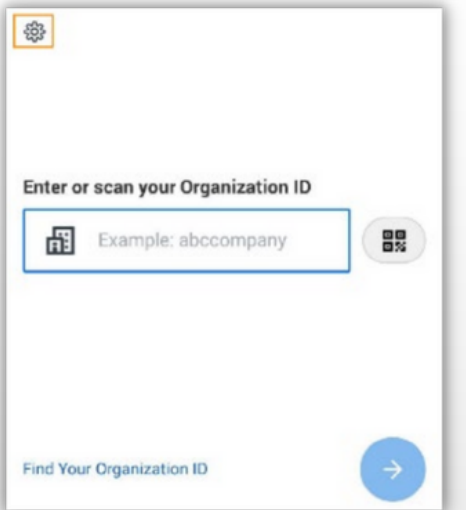 Enter or scan your Organization ID
Example: abccompany
Find Your Organization ID